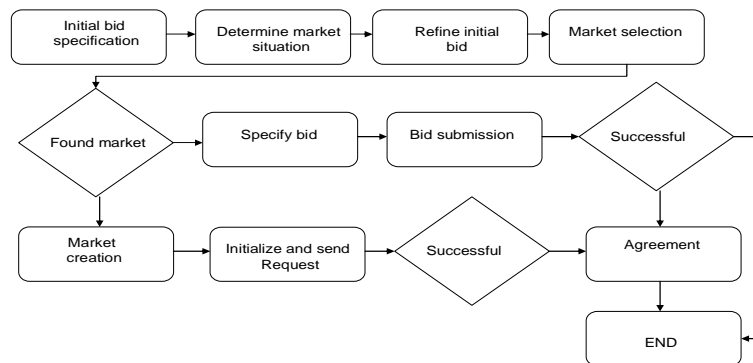 Initial bid
specification
Determine market
situation
Refine initial
bid
Market selection
Found market
Specify bid
Bid submission
Successful
Market
creation
Initialize and send
Request
Successful
Agreement
END